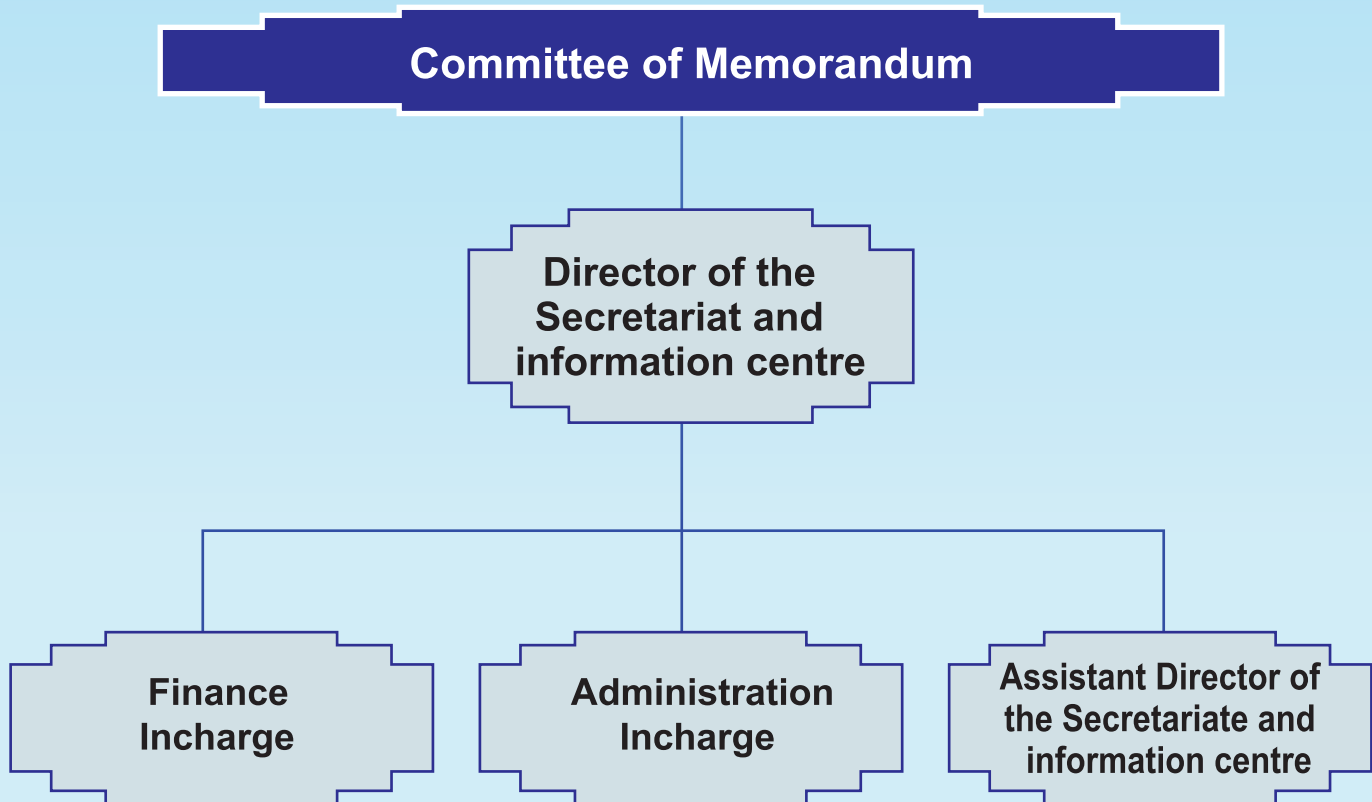 Committee of Memorandum
Director of the
Secretariat and
information centre
Finance
Incharge
Administration
Incharge
Assistant Director of
the Secretariate and
information centre